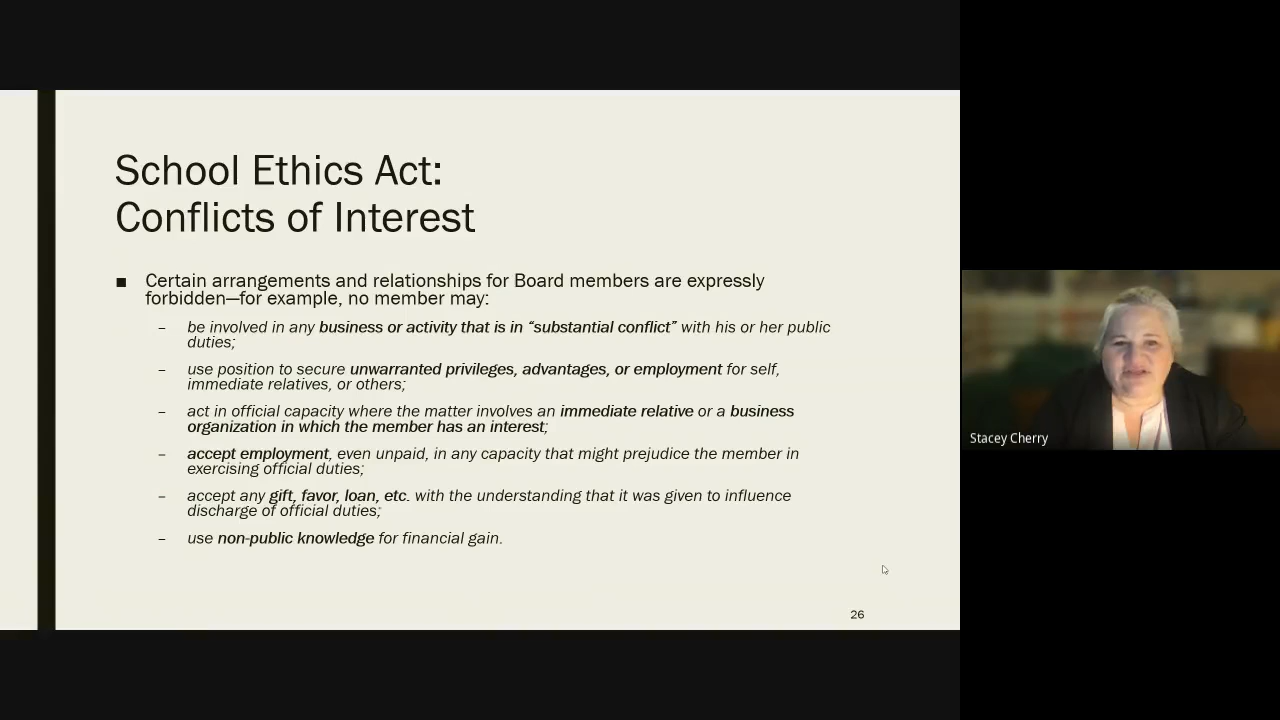 School Ethics Act:
Conflicts of Interest
■ Certain arrangements and relationships for Board members are expressly
forbidden—for example, no member may:
– be involved in any business or activity that is in “substantial conflict” with his or her public
duties;
– use position to secure unwarranted privileges, advantages, or employment for self,
immediate relatives, or others;
– act in official capacity where the matter involves an immediate relative or a business
organization in which the member has an interest;
– accept employment, even unpaid, in any capacity that might prejudice the member in
exercising official duties;
– accept any gift, favor, loan, etc. with the understanding that it was given to influence
discharge of official duties;
– use non-public knowledge for financial gain.
26
Stacey Cherry